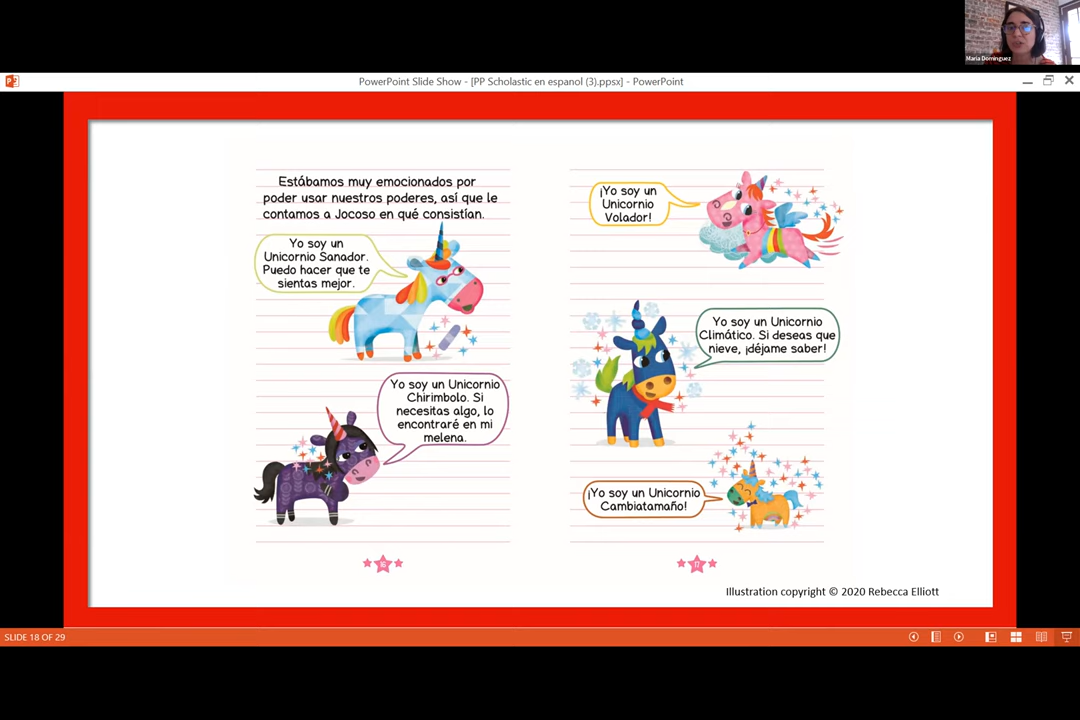 Maria Dominguez
PowerPoint Slide Show - [PP Scholastic en espanol (3).ppsx] - PowerPoint
Estábamos muy emocionados por
poder usar nuestros poderes, así que le
contamos a Jocoso en qué consistían.
Yo soy un
Unicornio Sanador.
Puedo hacer que te
sientas mejor.
Yo soy un Unicornio
Chirimbolo. Si
necesitas algo, lo
encontraré en mi
melena.
16
¡Yo soy un
Unicornio
Volador!
Yo soy un Unicornio
Climático. Si deseas que
nieve, ¡déjame saber!
¡Yo soy un Unicornio
Cambiatamaño!
17
Illustration copyright © 2020 Rebecca Elliott
SLIDE 18 OF 29